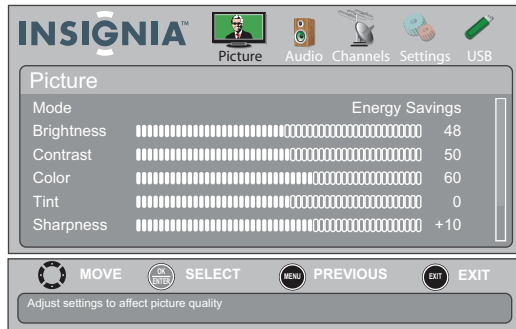 INSIGNIA™
Picture Audio Channels Settings USB
Picture
Mode Energy Savings
Brightness 48
Contrast 50
Color 60
Tint 0
Sharpness +10
MOVE OK ENTER SELECT MENU PREVIOUS EXIT EXIT
Adjust settings to affect picture quality